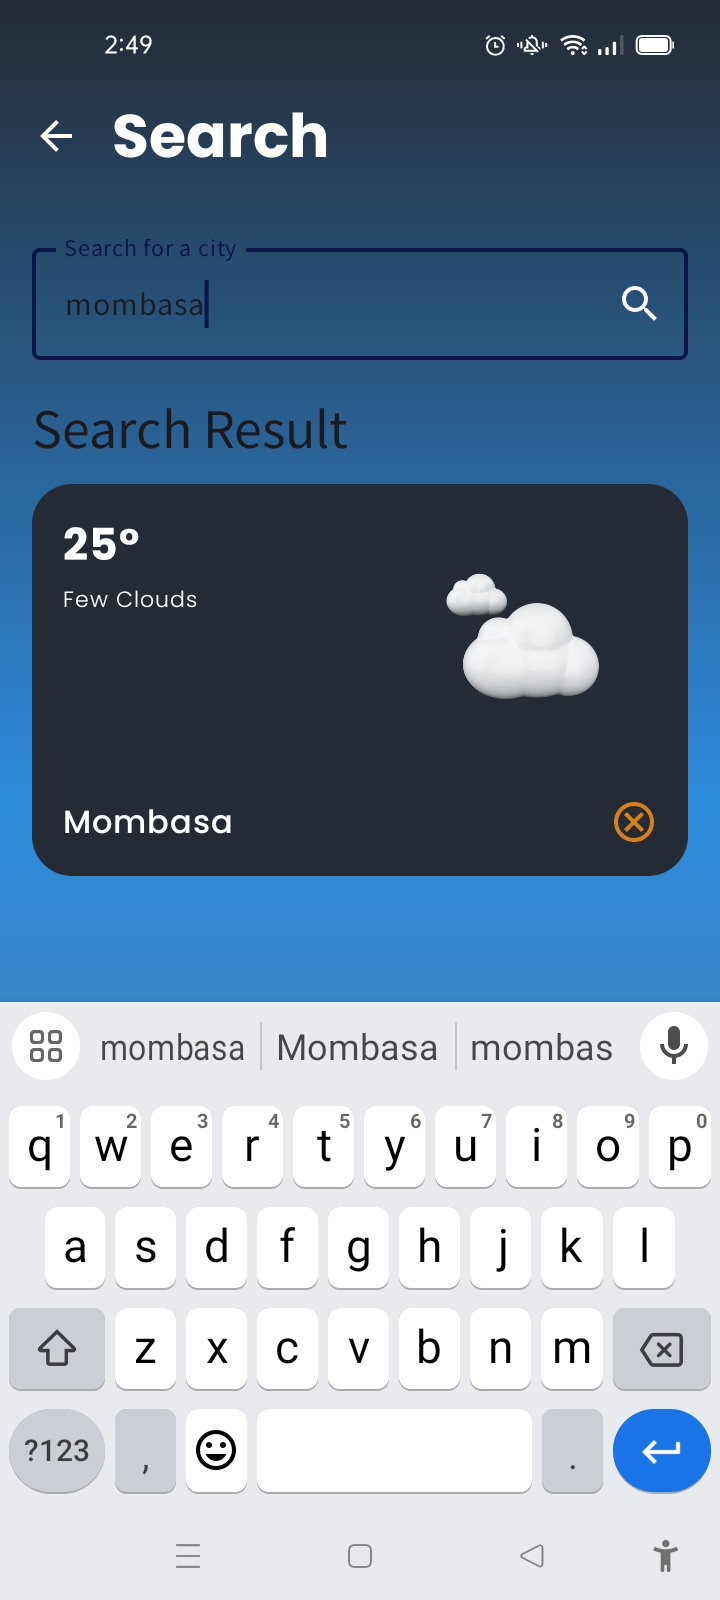 2:49
Search
Search for a city
mombasa
Search Result
25°
Few Clouds
Mombasa
mombasa Mombasa mombas
q1 w2 e3 r4 t5 y6 u7 i8 o9 p0
a s d f g h j k l
z x c v b n m
?123 , .